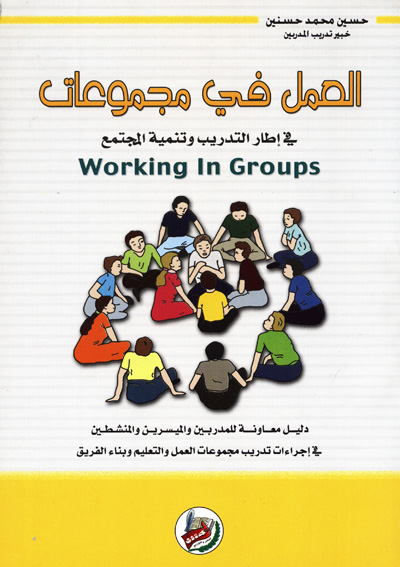 حسين محمد حسنين
خبير تدريب المدربين
العمل في مجموعات
في إطار التدريب وتنمية المجتمع
Working In Groups
دليل معاونة للمدربين والميسرين والمنشطين
في إجراءات تدريب مجموعات العمل والتعليم وبناء الفريق